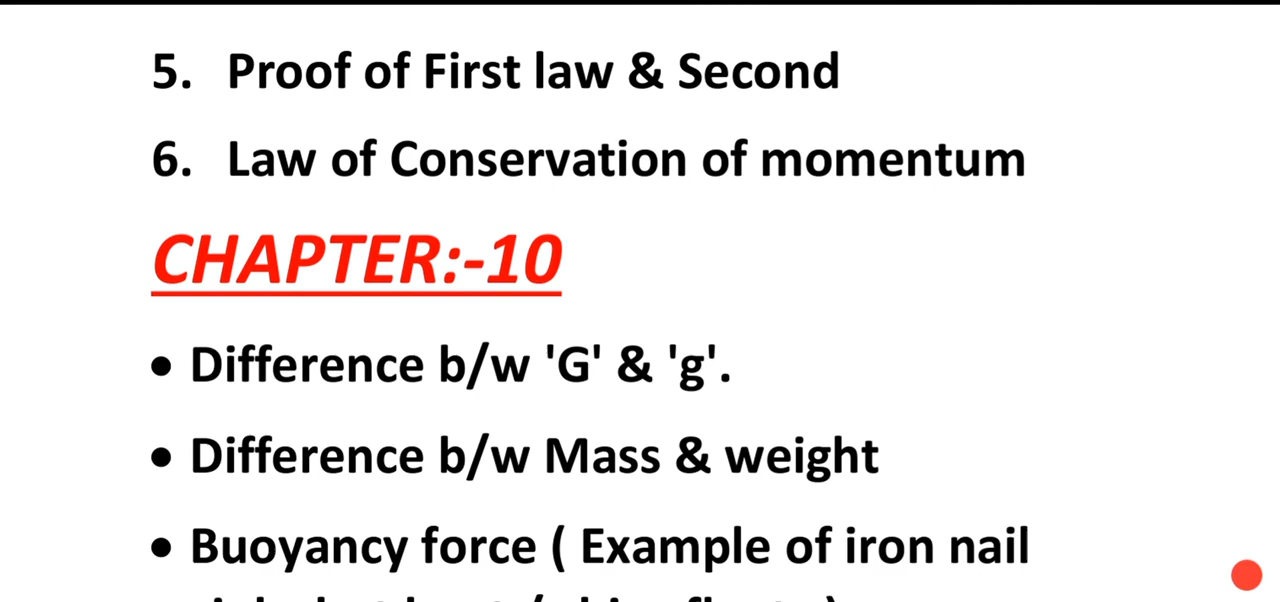 5. Proof of First law & Second
6. Law of Conservation of momentum
CHAPTER:-10
• Difference b/w 'G' & 'g'.
• Difference b/w Mass & weight
• Buoyancy force ( Example of iron nail